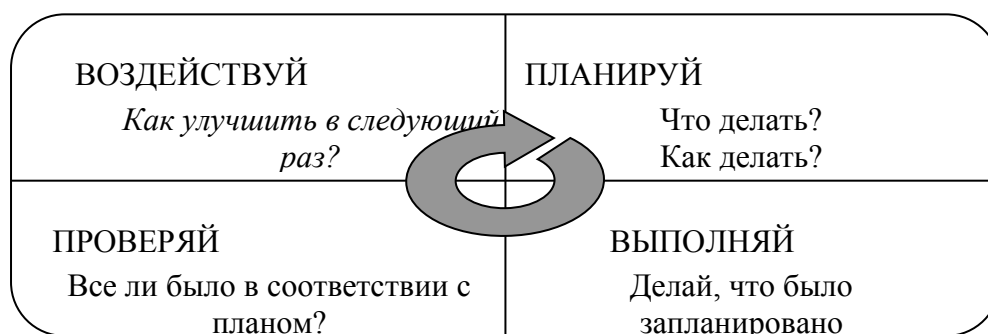 ВОЗДЕЙСТВУЙ
Как улучшить в следующий
раз?
ПЛАНИРУЙ
Что делать?
Как делать?
ПРОВЕРЯЙ
Все ли было в соответствии с
планом?
ВЫПОЛНЯЙ
Делай, что было
запланировано